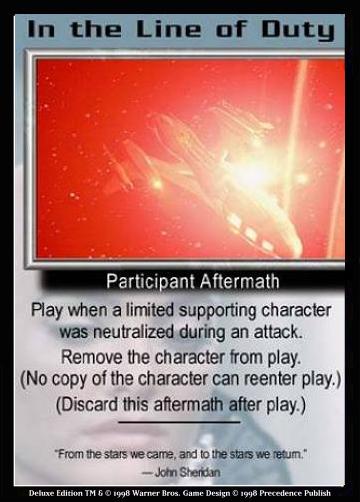 In the Line of Duty
Participant Aftermath
Play when a limited supporting character
was neutralized during an attack.
Remove the character from play.
(No copy of the character can reenter play.)
(Discard this aftermath after play.)
“From the stars we came, and to the stars we return.”
— John Sheridan
Deluxe Edition TM & © 1998 Warner Bros. Game Design © 1998 Precedence Publish